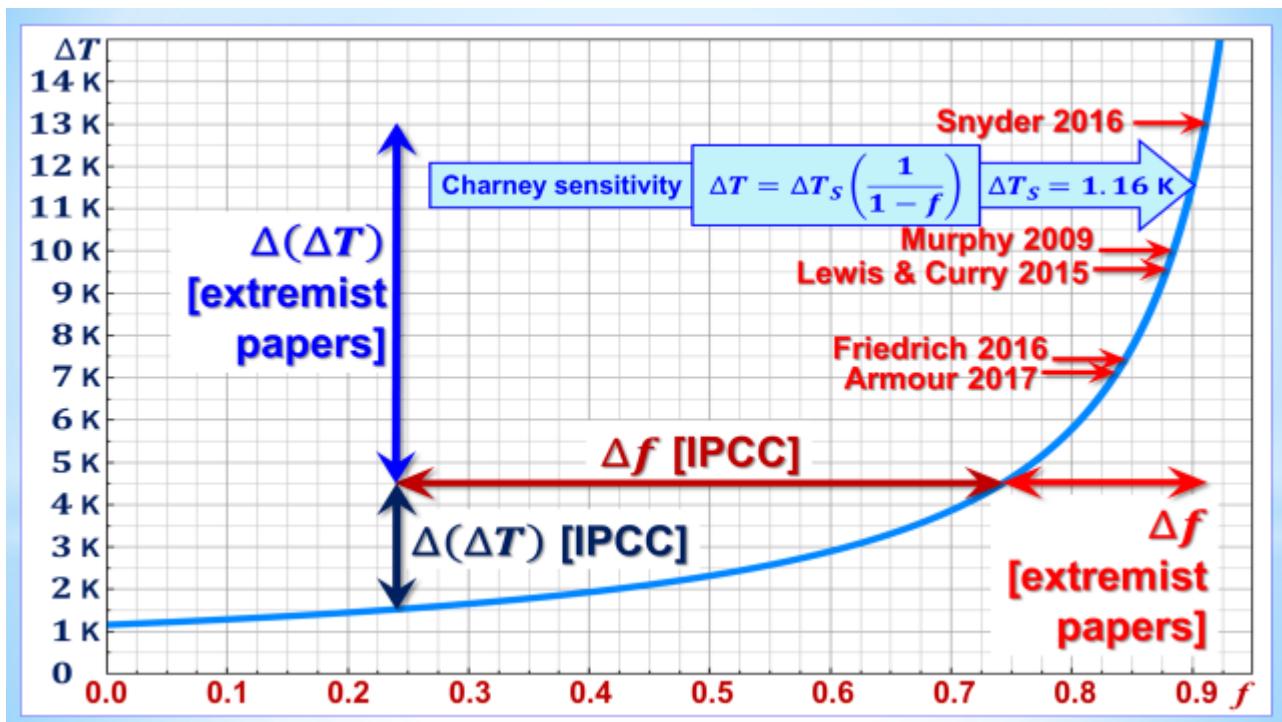 ΔT
14 K
13 K
12 K
11 K
10 K
9 K
8 K
7 K
6 K
5 K
4 K
3 K
2 K
1 K
0
Snyder 2016
Charney sensitivity ΔT = ΔT_S (1/(1 − f)) ΔT_S = 1.16 K
Δ(ΔT)
[extremist
papers]
Murphy 2009
Lewis & Curry 2015
Friedrich 2016
Armour 2017
Δf [IPCC]
Δ(ΔT) [IPCC]
Δf
[extremist
papers]
0.0 0.1 0.2 0.3 0.4 0.5 0.6 0.7 0.8 0.9 f